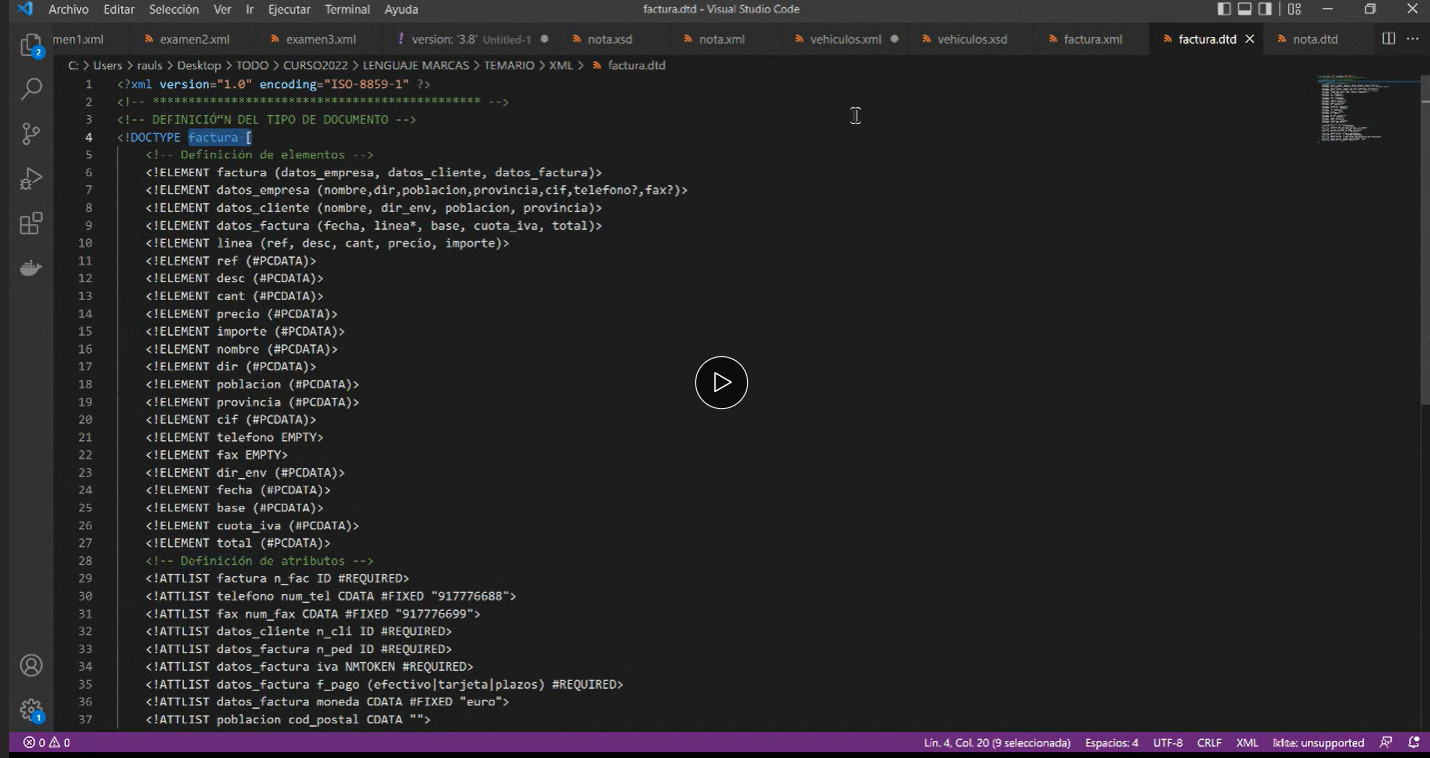 Archivo Editar Selección Ver Ir Ejecutar Terminal Ayuda factura.dtd - Visual Studio Code
men1.xml examen2.xml examen3.xml ! version: '3.8' Untitled-1 nota.xsd nota.xml vehiculos.xml vehiculos.xsd factura.xml factura.dtd nota.dtd
2
C: > Users > rauls > Desktop > TODO > CURSO2022 > LENGUAJE MARCAS > TEMARIO > XML > factura.dtd
1 <?xml version="1.0" encoding="ISO-8859-1" ?>
2 <!-- ********************************************** -->
3 <!-- DEFINICIÓ“N DEL TIPO DE DOCUMENTO -->
4 <!DOCTYPE factura [
5 <!-- Definición de elementos -->
6 <!ELEMENT factura (datos_empresa, datos_cliente, datos_factura)>
7 <!ELEMENT datos_empresa (nombre,dir,poblacion,provincia,cif,telefono?,fax?)>
8 <!ELEMENT datos_cliente (nombre, dir_env, poblacion, provincia)>
9 <!ELEMENT datos_factura (fecha, linea*, base, cuota_iva, total)>
10 <!ELEMENT linea (ref, desc, cant, precio, importe)>
11 <!ELEMENT ref (#PCDATA)>
12 <!ELEMENT desc (#PCDATA)>
13 <!ELEMENT cant (#PCDATA)>
14 <!ELEMENT precio (#PCDATA)>
15 <!ELEMENT importe (#PCDATA)>
16 <!ELEMENT nombre (#PCDATA)>
17 <!ELEMENT dir (#PCDATA)>
18 <!ELEMENT poblacion (#PCDATA)>
19 <!ELEMENT provincia (#PCDATA)>
20 <!ELEMENT cif (#PCDATA)>
21 <!ELEMENT telefono EMPTY>
22 <!ELEMENT fax EMPTY>
23 <!ELEMENT dir_env (#PCDATA)>
24 <!ELEMENT fecha (#PCDATA)>
25 <!ELEMENT base (#PCDATA)>
26 <!ELEMENT cuota_iva (#PCDATA)>
27 <!ELEMENT total (#PCDATA)>
28 <!-- Definición de atributos -->
29 <!ATTLIST factura n_fac ID #REQUIRED>
30 <!ATTLIST telefono num_tel CDATA #FIXED "917776688">
31 <!ATTLIST fax num_fax CDATA #FIXED "917776699">
32 <!ATTLIST datos_cliente n_cli ID #REQUIRED>
33 <!ATTLIST datos_factura n_ped ID #REQUIRED>
34 <!ATTLIST datos_factura iva NMTOKEN #REQUIRED>
35 <!ATTLIST datos_factura f_pago (efectivo|tarjeta|plazos) #REQUIRED>
36 <!ATTLIST datos_factura moneda CDATA #FIXED "euro">
37 <!ATTLIST poblacion cod_postal CDATA "">
1
0 0 Lín. 4, Col. 20 (9 seleccionada) Espacios: 4 UTF-8 CRLF XML kite: unsupported